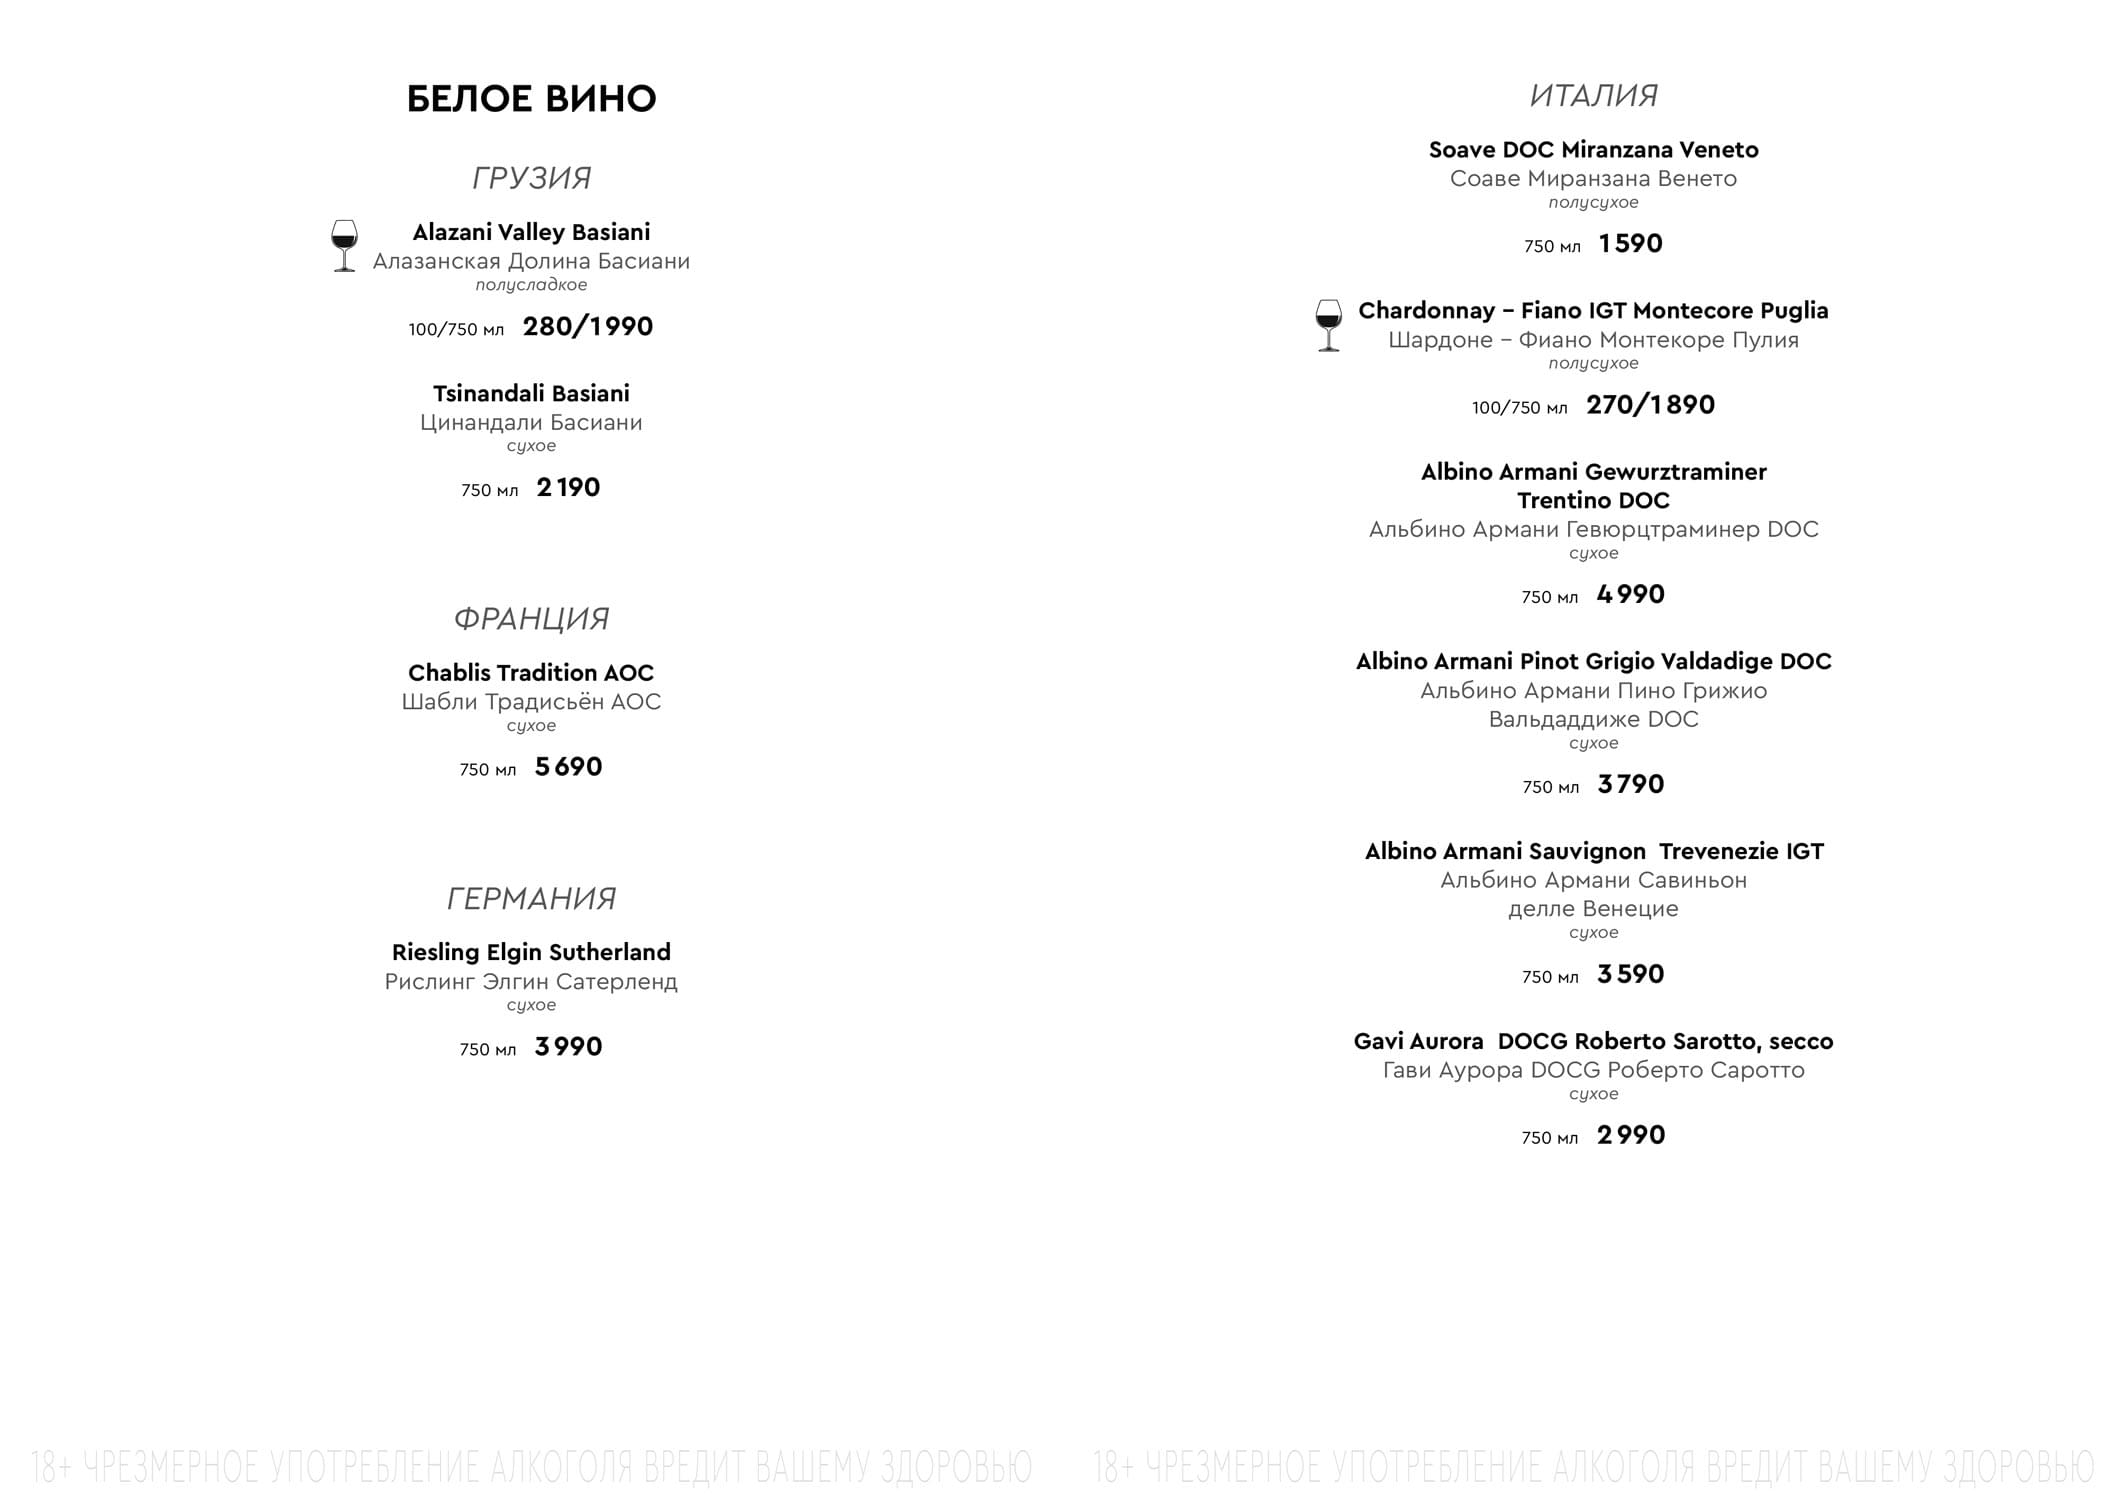 БЕЛОЕ ВИНО
ГРУЗИЯ
Alazani Valley Basiani
Алазанская Долина Басиани
полусладкое
100/750 мл 280/1 990
Tsinandali Basiani
Цинандали Басиани
сухое
750 мл 2 190
ФРАНЦИЯ
Chablis Tradition AOC
Шабли Традисьён АОС
сухое
750 мл 5 690
ГЕРМАНИЯ
Riesling Elgin Sutherland
Рислинг Элгин Сатерленд
сухое
750 мл 3 990
18+ ЧРЕЗМЕРНОЕ УПОТРЕБЛЕНИЕ АЛКОГОЛЯ ВРЕДИТ ВАШЕМУ ЗДОРОВЬЮ
ИТАЛИЯ
Soave DOC Miranzana Veneto
Соаве Миранзана Венето
полусухое
750 мл 1 590
Chardonnay – Fiano IGT Montecore Puglia
Шардоне – Фиано Монтекоре Пулия
полусухое
100/750 мл 270/1 890
Albino Armani Gewurztraminer
Trentino DOC
Альбино Армани Гевюрцтраминер DOC
сухое
750 мл 4 990
Albino Armani Pinot Grigio Valdadige DOC
Альбино Армани Пино Грижио
Вальдаддиже DOC
сухое
750 мл 3 790
Albino Armani Sauvignon Trevenezie IGT
Альбино Армани Савиньон
делле Венецие
сухое
750 мл 3 590
Gavi Aurora DOCG Roberto Sarotto, secco
Гави Аурора DOCG Роберто Саротто
сухое
750 мл 2 990
18+ ЧРЕЗМЕРНОЕ УПОТРЕБЛЕНИЕ АЛКОГОЛЯ ВРЕДИТ ВАШЕМУ ЗДОРОВЬЮ